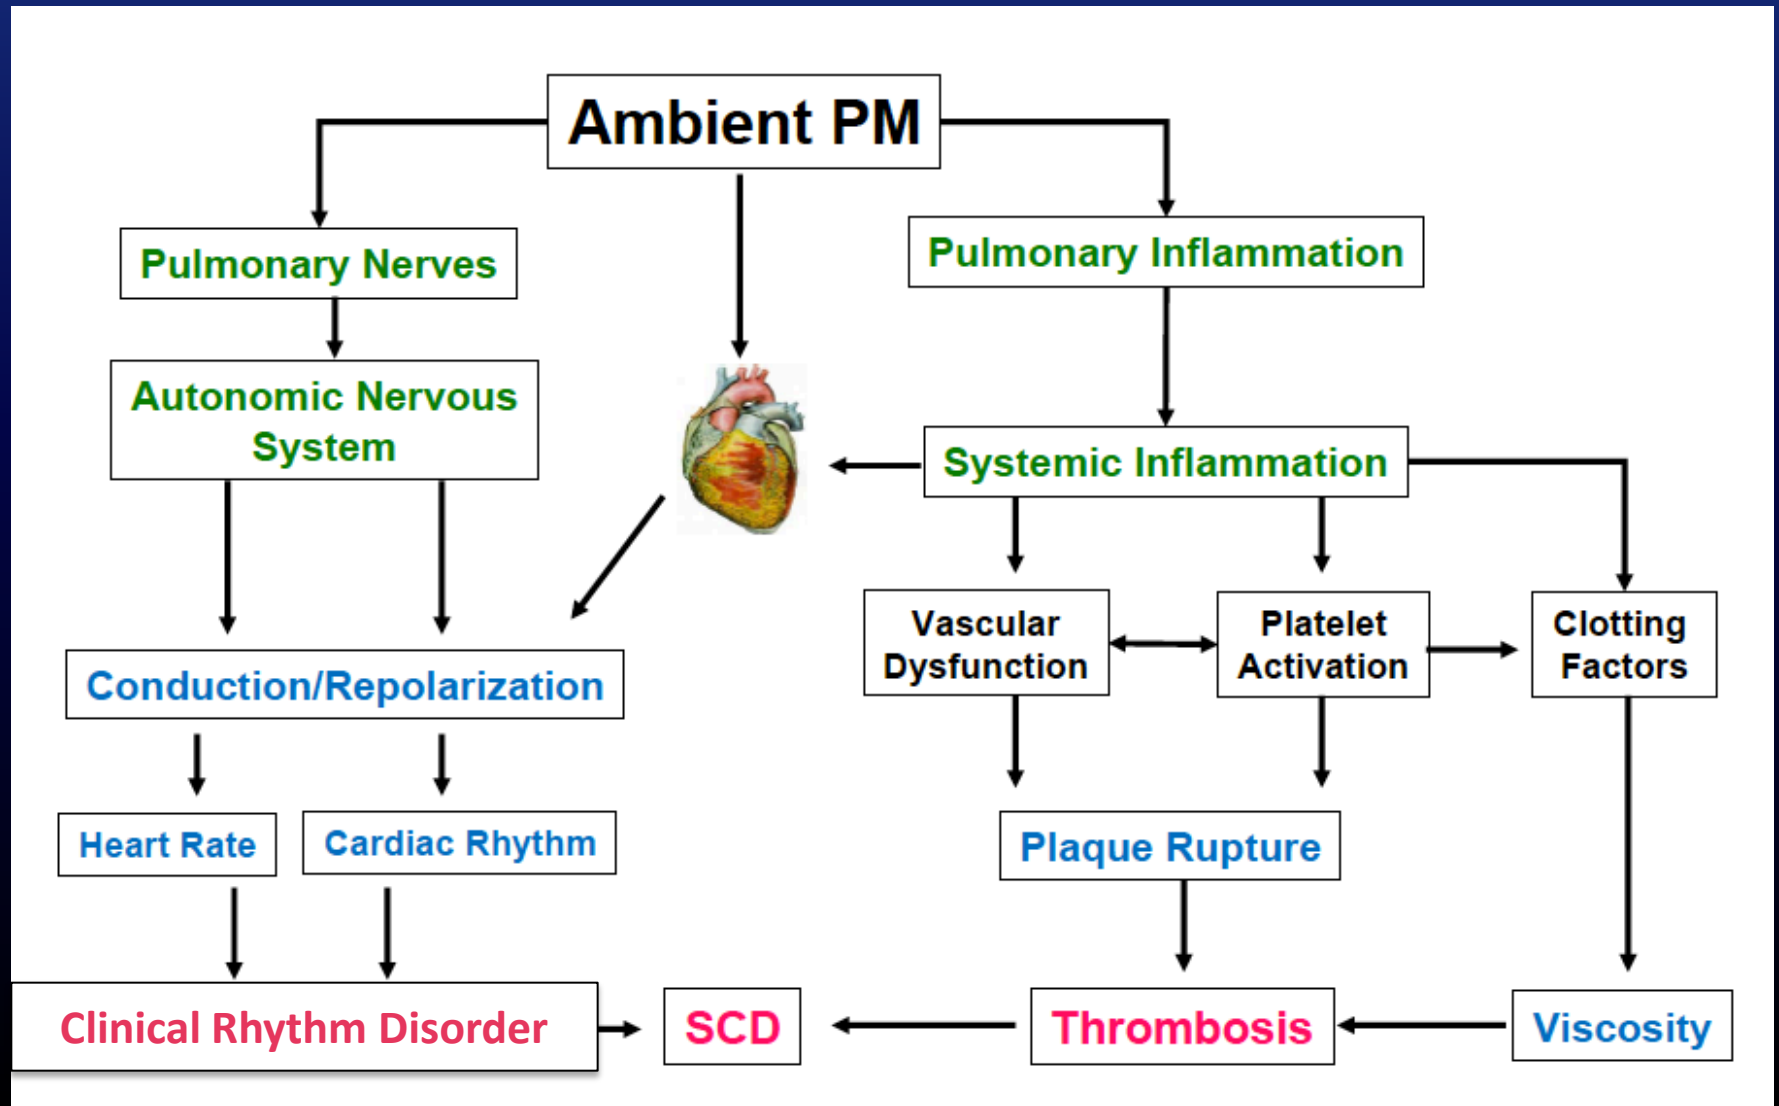 Ambient PM
Pulmonary Nerves
Pulmonary Inflammation
Autonomic Nervous
System
Systemic Inflammation
Vascular
Dysfunction
Platelet
Activation
Clotting
Factors
Conduction/Repolarization
Heart Rate
Cardiac Rhythm
Plaque Rupture
Clinical Rhythm Disorder
SCD
Thrombosis
Viscosity